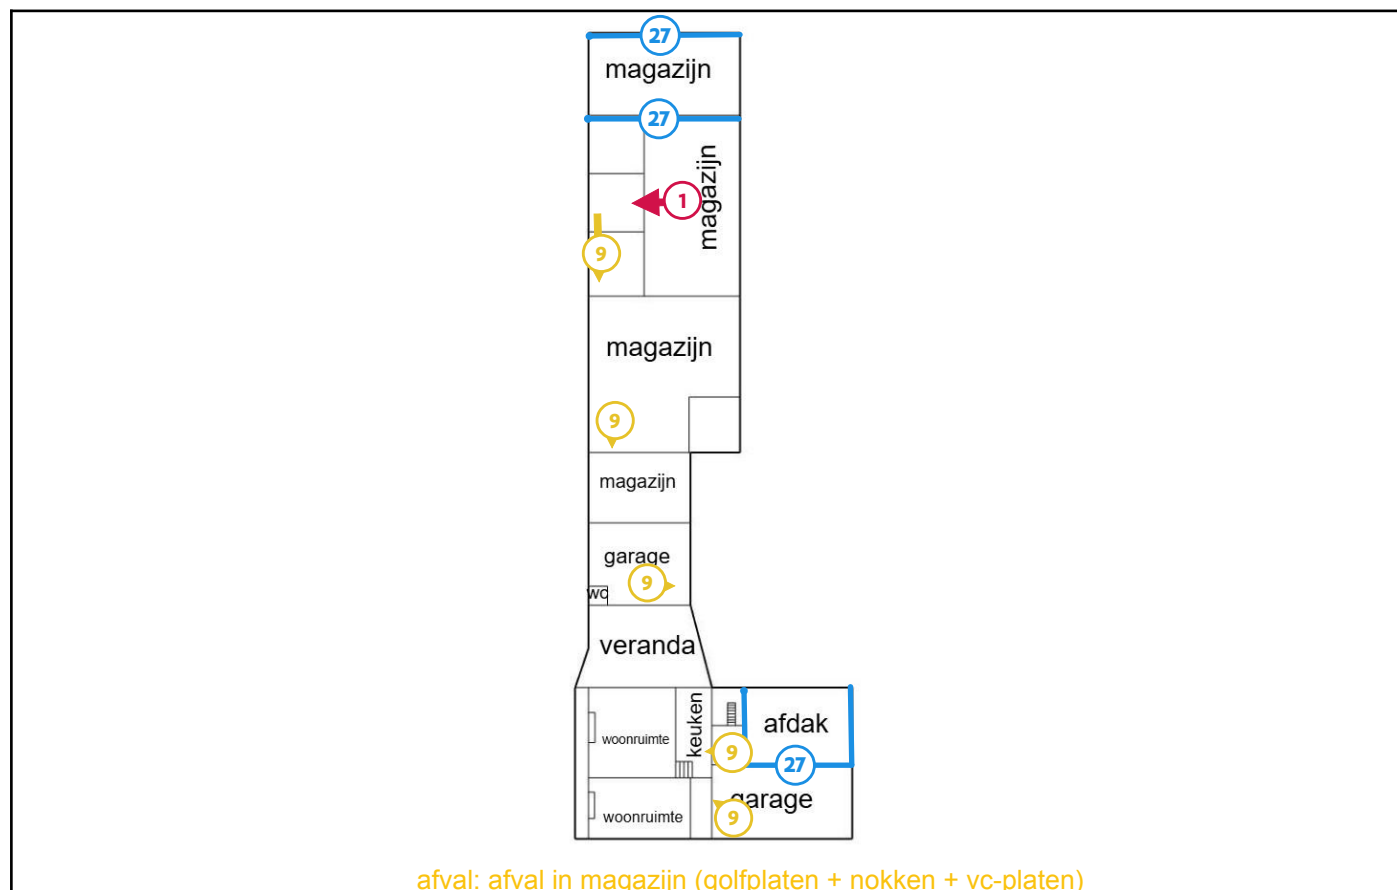 27
magazijn
27
magazijn
1
9
magazijn
9
magazijn
garage
9
wc
veranda
keuken
afdak
woonruimte
9
27
garage
woonruimte
9
afval: afval in magazijn (golfplaten + nokken + vc-platen)